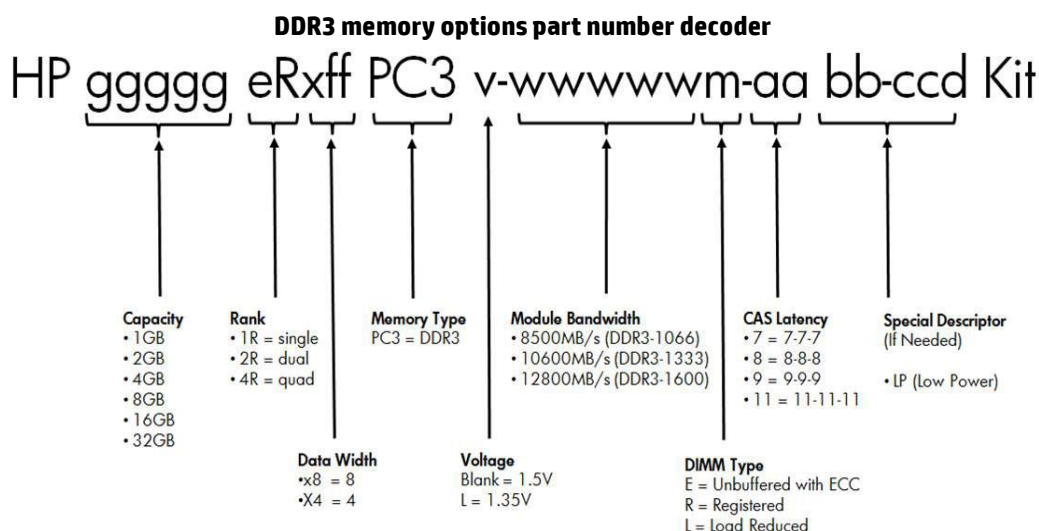 DDR3 memory options part number decoder
HP ggggg eRxff PC3 v-wwwwwm-aa bb-ccd Kit
Capacity
• 1GB
• 2GB
• 4GB
• 8GB
• 16GB
• 32GB
Rank
• 1R = single
• 2R = dual
• 4R = quad
Memory Type
PC3 = DDR3
Module Bandwidth
• 8500MB/s (DDR3-1066)
• 10600MB/s (DDR3-1333)
• 12800MB/s (DDR3-1600)
CAS Latency
• 7 = 7-7-7
• 8 = 8-8-8
• 9 = 9-9-9
• 11 = 11-11-11
Special Descriptor
(If Needed)
• LP (Low Power)
Data Width
•x8 = 8
•X4 = 4
Voltage
Blank = 1.5V
L = 1.35V
DIMM Type
E = Unbuffered with ECC
R = Registered
L = Load Reduced